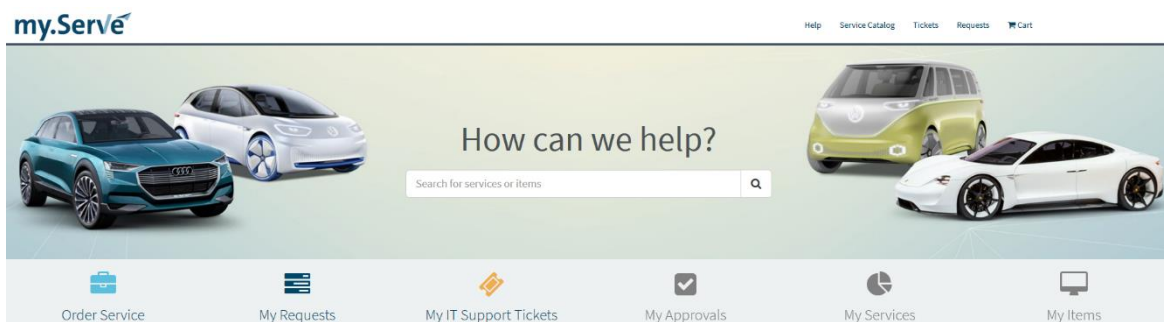 my.Serve
Help Service Catalog Tickets Requests Cart
How can we help?
Search for services or items
Order Service My Requests My IT Support Tickets My Approvals My Services My Items